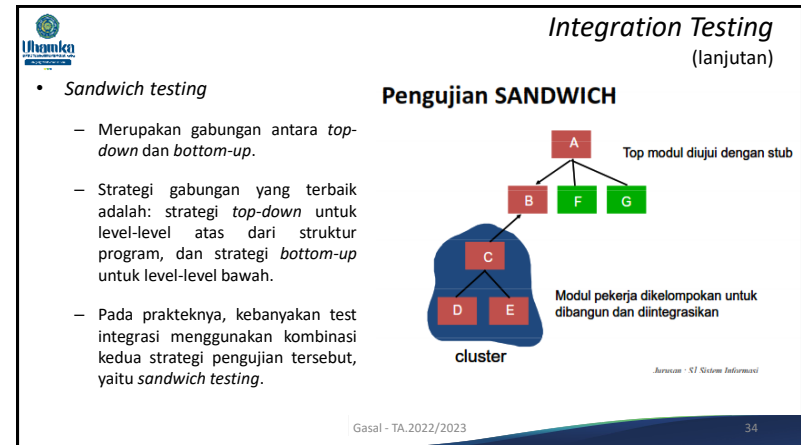 Integration Testing
(lanjutan)
Uhamka
• Sandwich testing
– Merupakan gabungan antara top-
down dan bottom-up.
– Strategi gabungan yang terbaik
adalah: strategi top-down untuk
level-level atas dari struktur
program, dan strategi bottom-up
untuk level-level bawah.
– Pada prakteknya, kebanyakan test
integrasi menggunakan kombinasi
kedua strategi pengujian tersebut,
yaitu sandwich testing.
Pengujian SANDWICH
A
Top modul diujui dengan stub
B F G
C
D E
Modul pekerja dikelompokan untuk
dibangun dan diintegrasikan
cluster
Jurusan : S1 Sistem Informasi
Gasal - TA.2022/2023
34